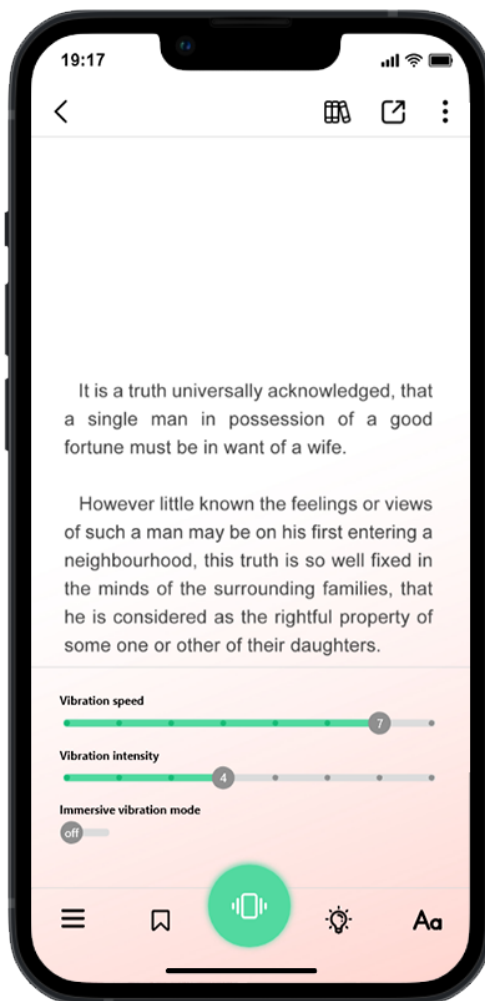 19:17
It is a truth universally acknowledged, that
a single man in possession of a good
fortune must be in want of a wife.
However little known the feelings or views
of such a man may be on his first entering a
neighbourhood, this truth is so well fixed in
the minds of the surrounding families, that
he is considered as the rightful property of
some one or other of their daughters.
Vibration speed
7
Vibration intensity
4
Immersive vibration mode
off
Aa